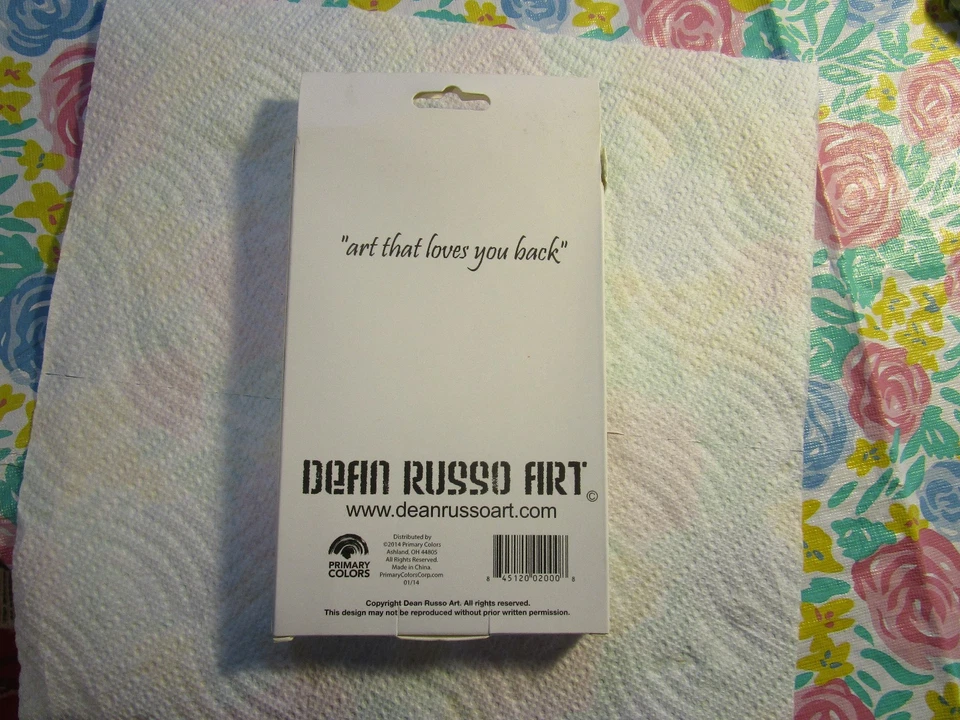 "art that loves you back"
DEAN RUSSO ART©
www.deanrussoart.com
PRIMARY
COLORS
Distributed by
©2014 Primary Colors
Ashland, OH 44805
All Rights Reserved.
Made in China.
PrimaryColorsCorp.com
01/14
8 45120 02000 8
Copyright Dean Russo Art. All rights reserved.
This design may not be reproduced without prior written permission.